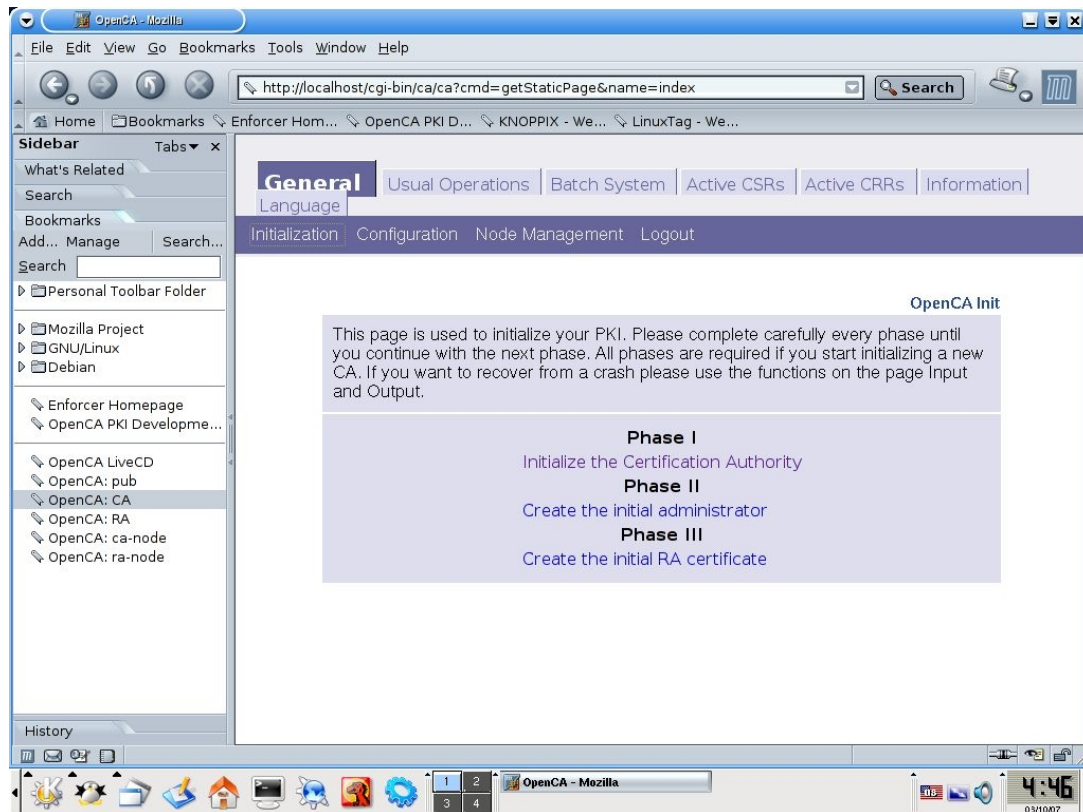 OpenCA - Mozilla
File Edit View Go Bookmarks Tools Window Help
http://localhost/cgi-bin/ca/ca?cmd=getStaticPage&name=index
Search
Home Bookmarks Enforcer Hom... OpenCA PKI D... KNOPPIX - We... LinuxTag - We...
Sidebar Tabs x
What's Related
Search
Bookmarks
Add... Manage Search...
Search
Personal Toolbar Folder
Mozilla Project
GNU/Linux
Debian
Enforcer Homepage
OpenCA PKI Developme...
OpenCA LiveCD
OpenCA: pub
OpenCA: CA
OpenCA: RA
OpenCA: ca-node
OpenCA: ra-node
History
General Usual Operations Batch System Active CSRs Active CRRs Information
Language
Initialization Configuration Node Management Logout
OpenCA Init
This page is used to initialize your PKI. Please complete carefully every phase until
you continue with the next phase. All phases are required if you start initializing a new
CA. If you want to recover from a crash please use the functions on the page Input
and Output.
Phase I
Initialize the Certification Authority
Phase II
Create the initial administrator
Phase III
Create the initial RA certificate
1 2
3 4
OpenCA - Mozilla
us
4:46
03/10/07